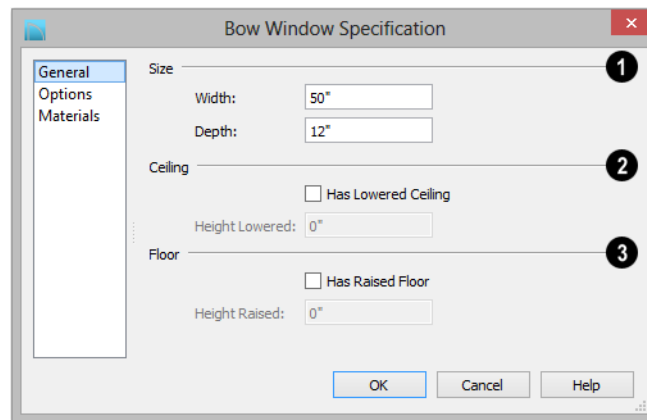 Bow Window Specification
General
Options
Materials
Size
1
Width: 50"
Depth: 12"
Ceiling
2
Has Lowered Ceiling
Height Lowered: 0"
Floor
3
Has Raised Floor
Height Raised: 0"
OK Cancel Help